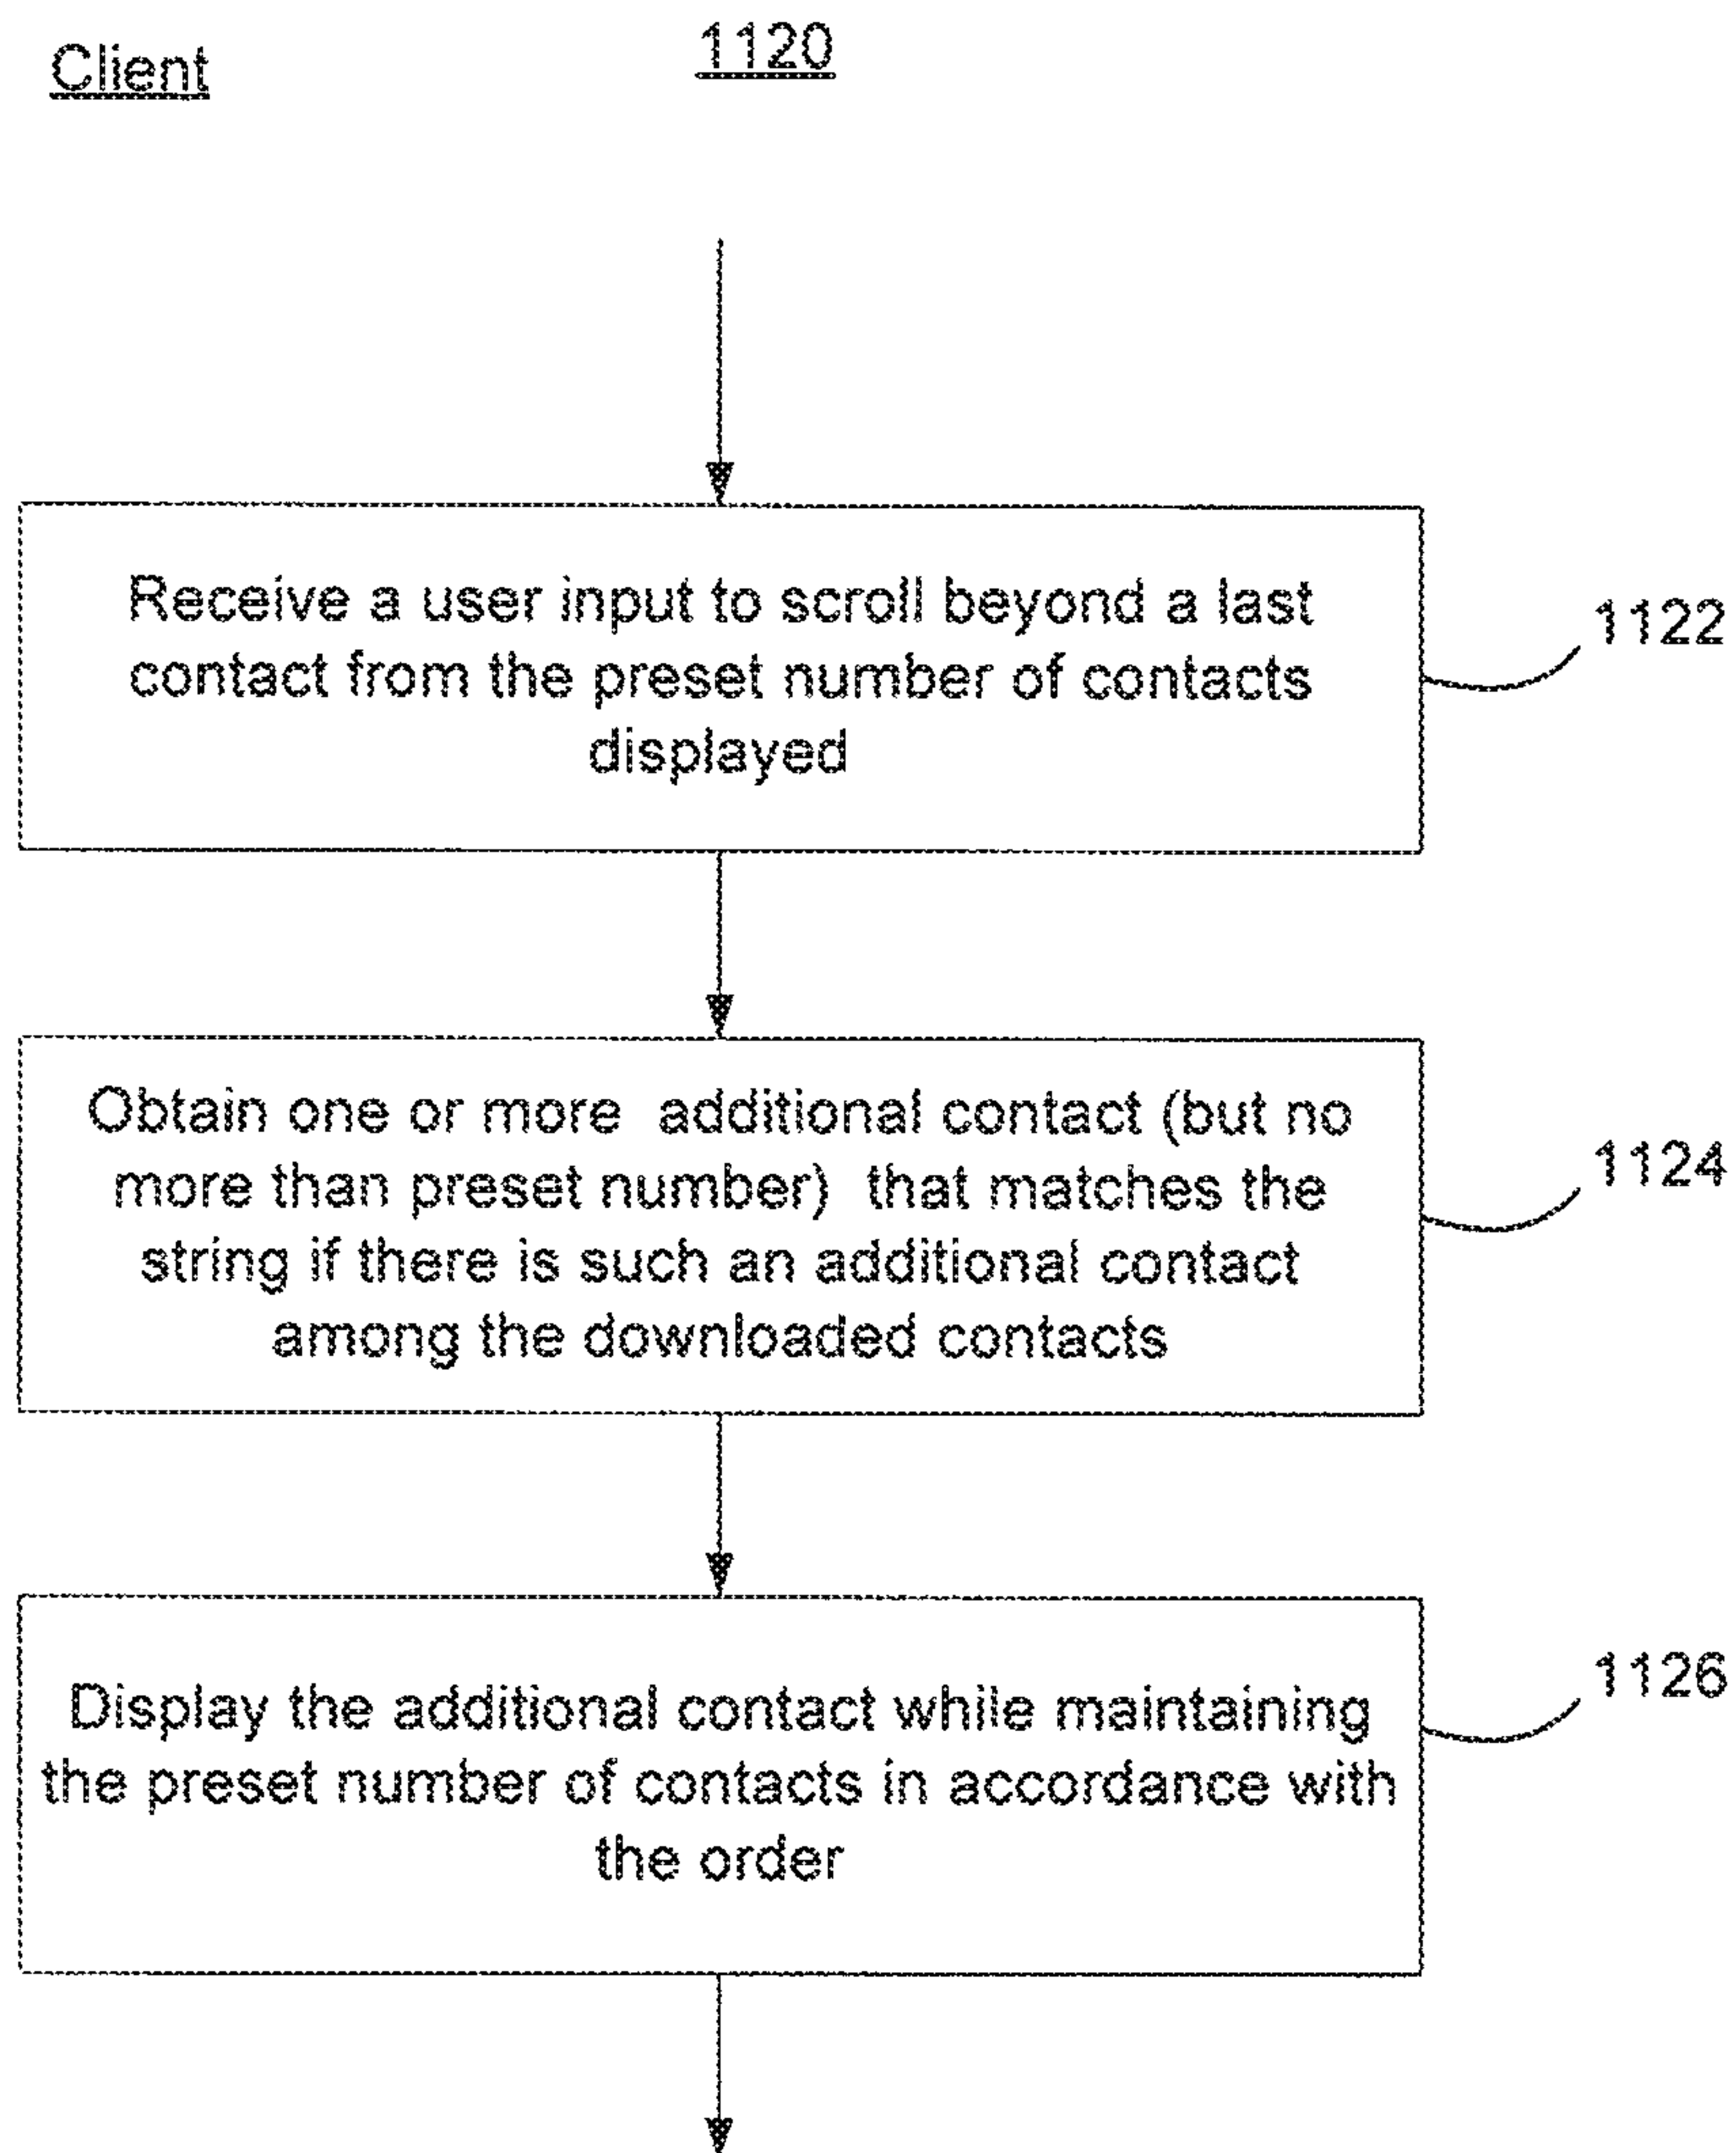 Client
1120
Receive a user input to scroll beyond a last
contact from the preset number of contacts
displayed
1122
Obtain one or more additional contact (but no
more than preset number) that matches the
string if there is such an additional contact
among the downloaded contacts
1124
Display the additional contact while maintaining
the preset number of contacts in accordance with
the order
1126